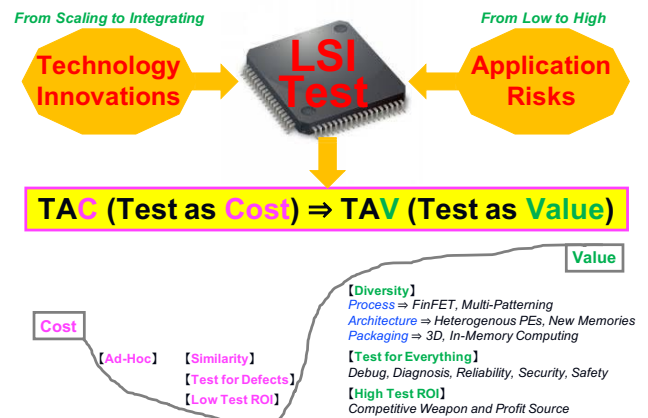 From Scaling to Integrating
From Low to High
Technology
Innovations
LSI
Test
Application
Risks
TAC (Test as Cost) ⇒ TAV (Test as Value)
Value
Cost
【Ad-Hoc】
【Similarity】
【Test for Defects】
【Low Test ROI】
【Diversity】
Process ⇒ FinFET, Multi-Patterning
Architecture ⇒ Heterogenous PEs, New Memories
Packaging ⇒ 3D, In-Memory Computing
【Test for Everything】
Debug, Diagnosis, Reliability, Security, Safety
【High Test ROI】
Competitive Weapon and Profit Source